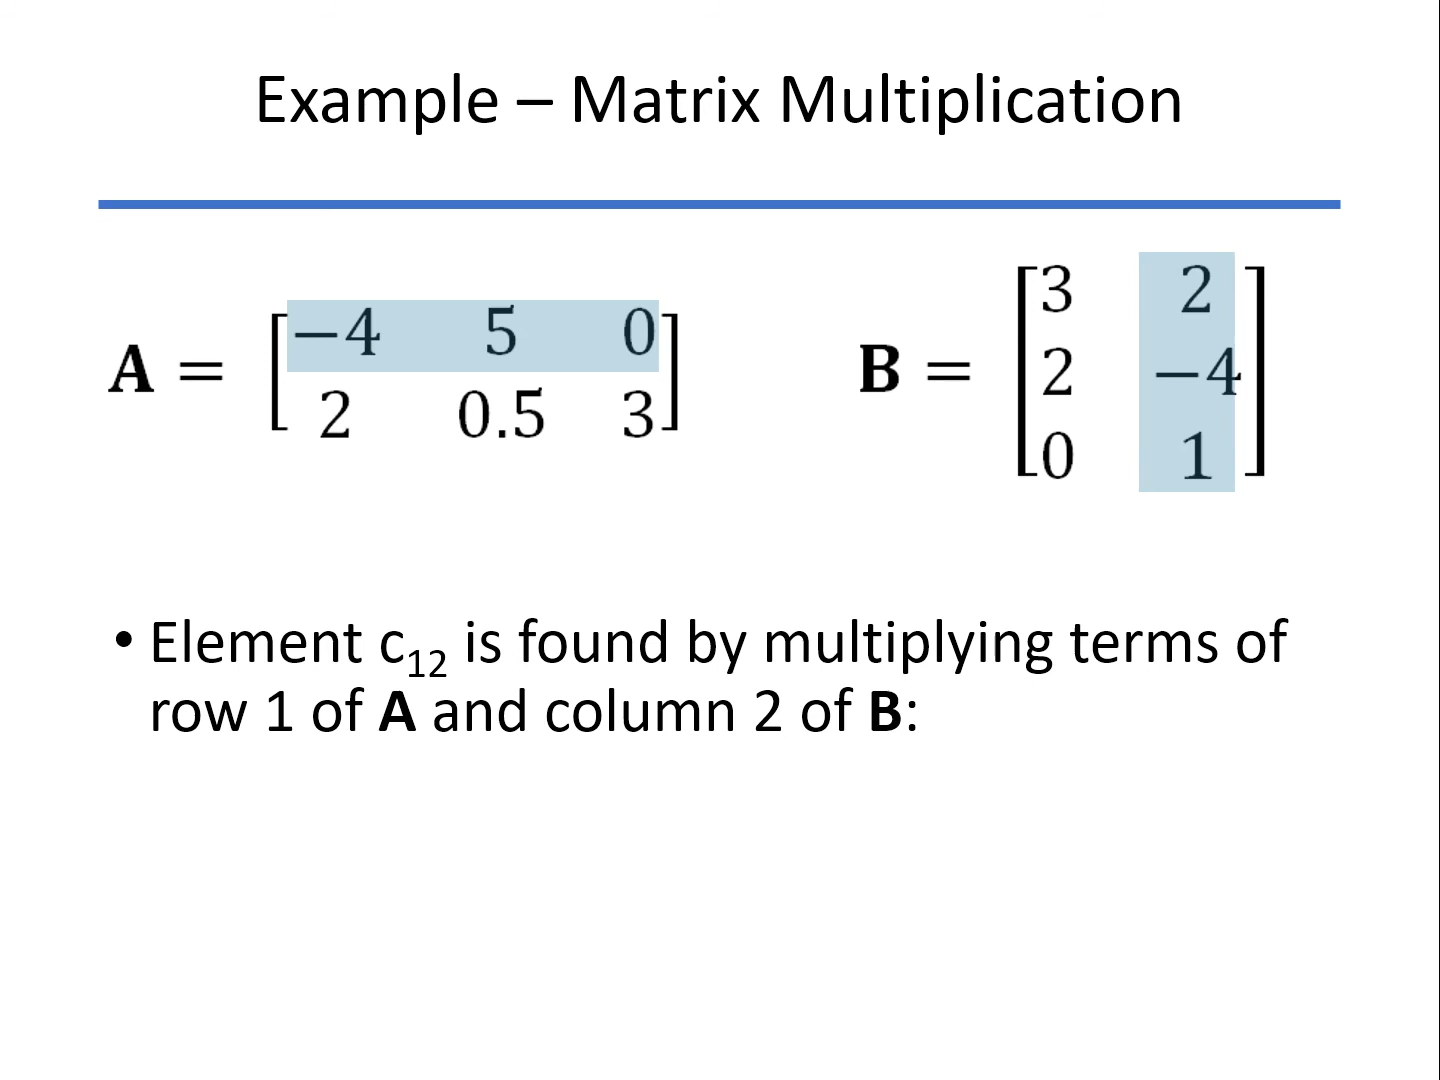 Example – Matrix Multiplication
A = [−4 5 0
2 0.5 3]
B = [3 2
2 −4
0 1]
• Element c₁₂ is found by multiplying terms of
row 1 of A and column 2 of B: